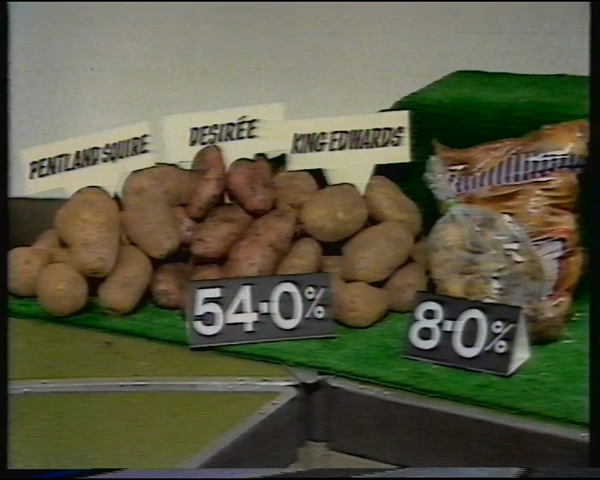 PENTLAND SQUIRE
DESIRÉE
KING EDWARDS
54·0%
8·0%